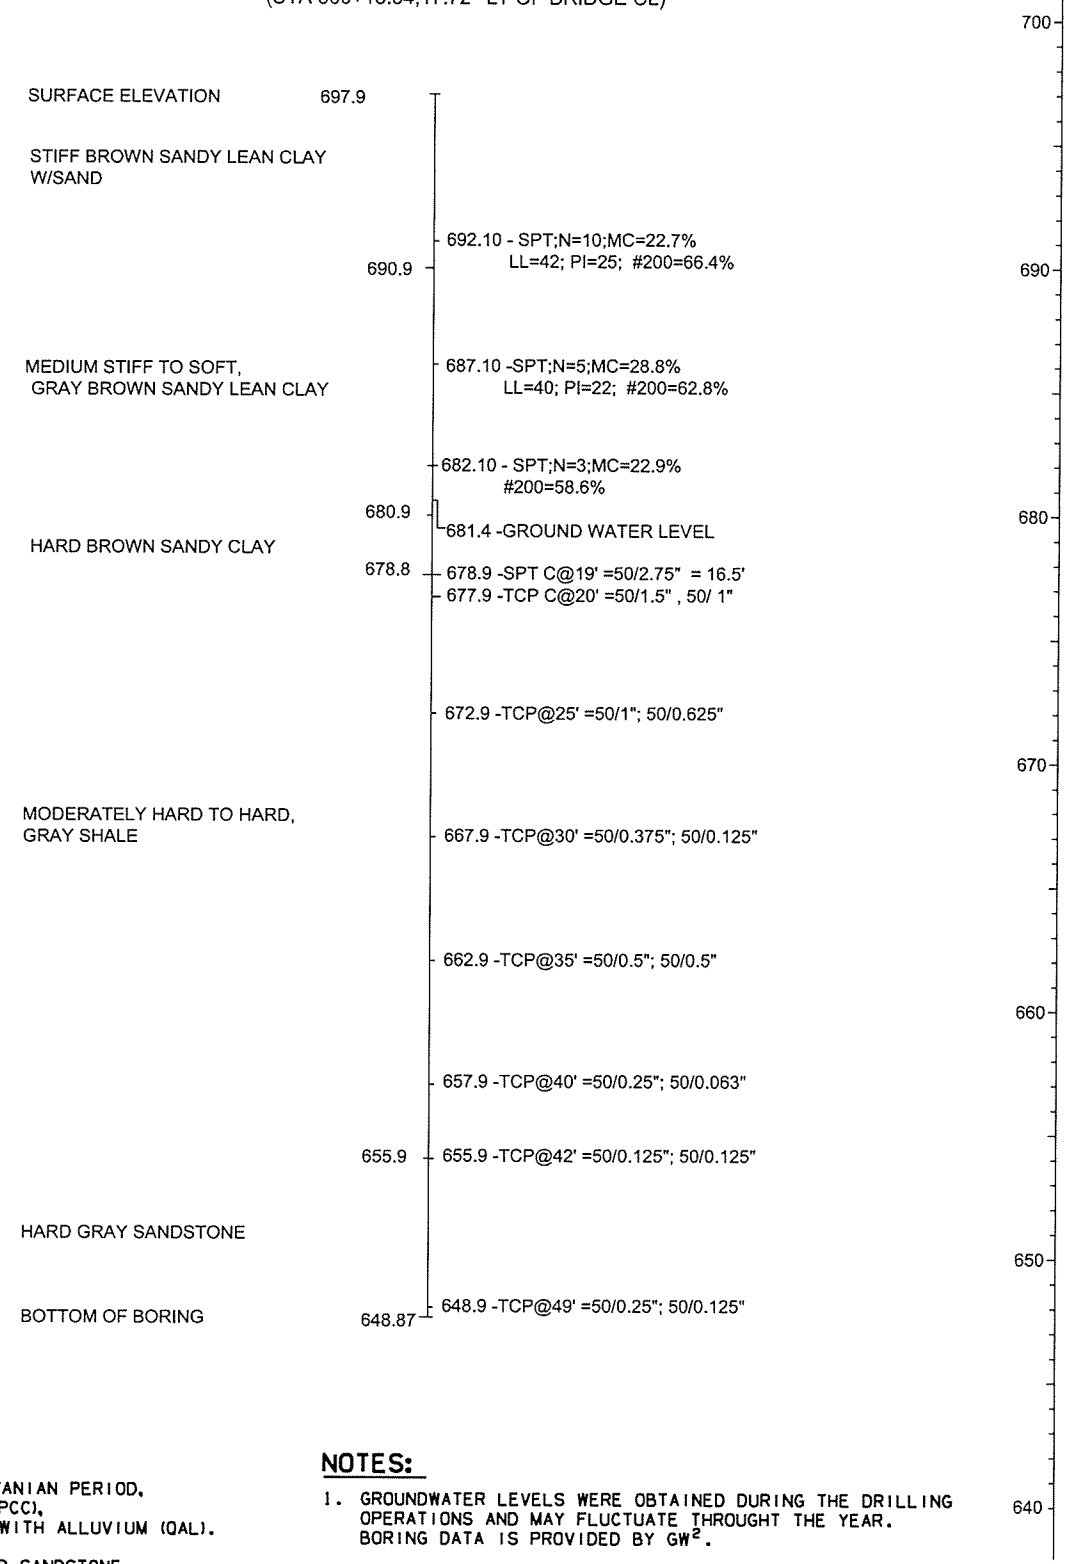 700
SURFACE ELEVATION 697.9
STIFF BROWN SANDY LEAN CLAY
W/SAND
692.10 - SPT;N=10;MC=22.7%
LL=42; PI=25; #200=66.4%
690.9
690
MEDIUM STIFF TO SOFT,
GRAY BROWN SANDY LEAN CLAY
687.10 -SPT;N=5;MC=28.8%
LL=40; PI=22; #200=62.8%
682.10 - SPT;N=3;MC=22.9%
#200=58.6%
680.9
680
681.4 -GROUND WATER LEVEL
HARD BROWN SANDY CLAY
678.8
678.9 -SPT C@19' =50/2.75" = 16.5'
677.9 -TCP C@20' =50/1.5" , 50/ 1"
672.9 -TCP@25' =50/1"; 50/0.625"
670
MODERATELY HARD TO HARD,
GRAY SHALE
667.9 -TCP@30' =50/0.375"; 50/0.125"
662.9 -TCP@35' =50/0.5"; 50/0.5"
660
657.9 -TCP@40' =50/0.25"; 50/0.063"
655.9
655.9 -TCP@42' =50/0.125"; 50/0.125"
HARD GRAY SANDSTONE
650
648.9 -TCP@49' =50/0.25"; 50/0.125"
BOTTOM OF BORING 648.87
ANIAN PERIOD,
PCC),
WITH ALLUVIUM (QAL).
SANDSTONE
NOTES:
1. GROUNDWATER LEVELS WERE OBTAINED DURING THE DRILLING
OPERATIONS AND MAY FLUCTUATE THROUGHT THE YEAR.
BORING DATA IS PROVIDED BY GW².
640